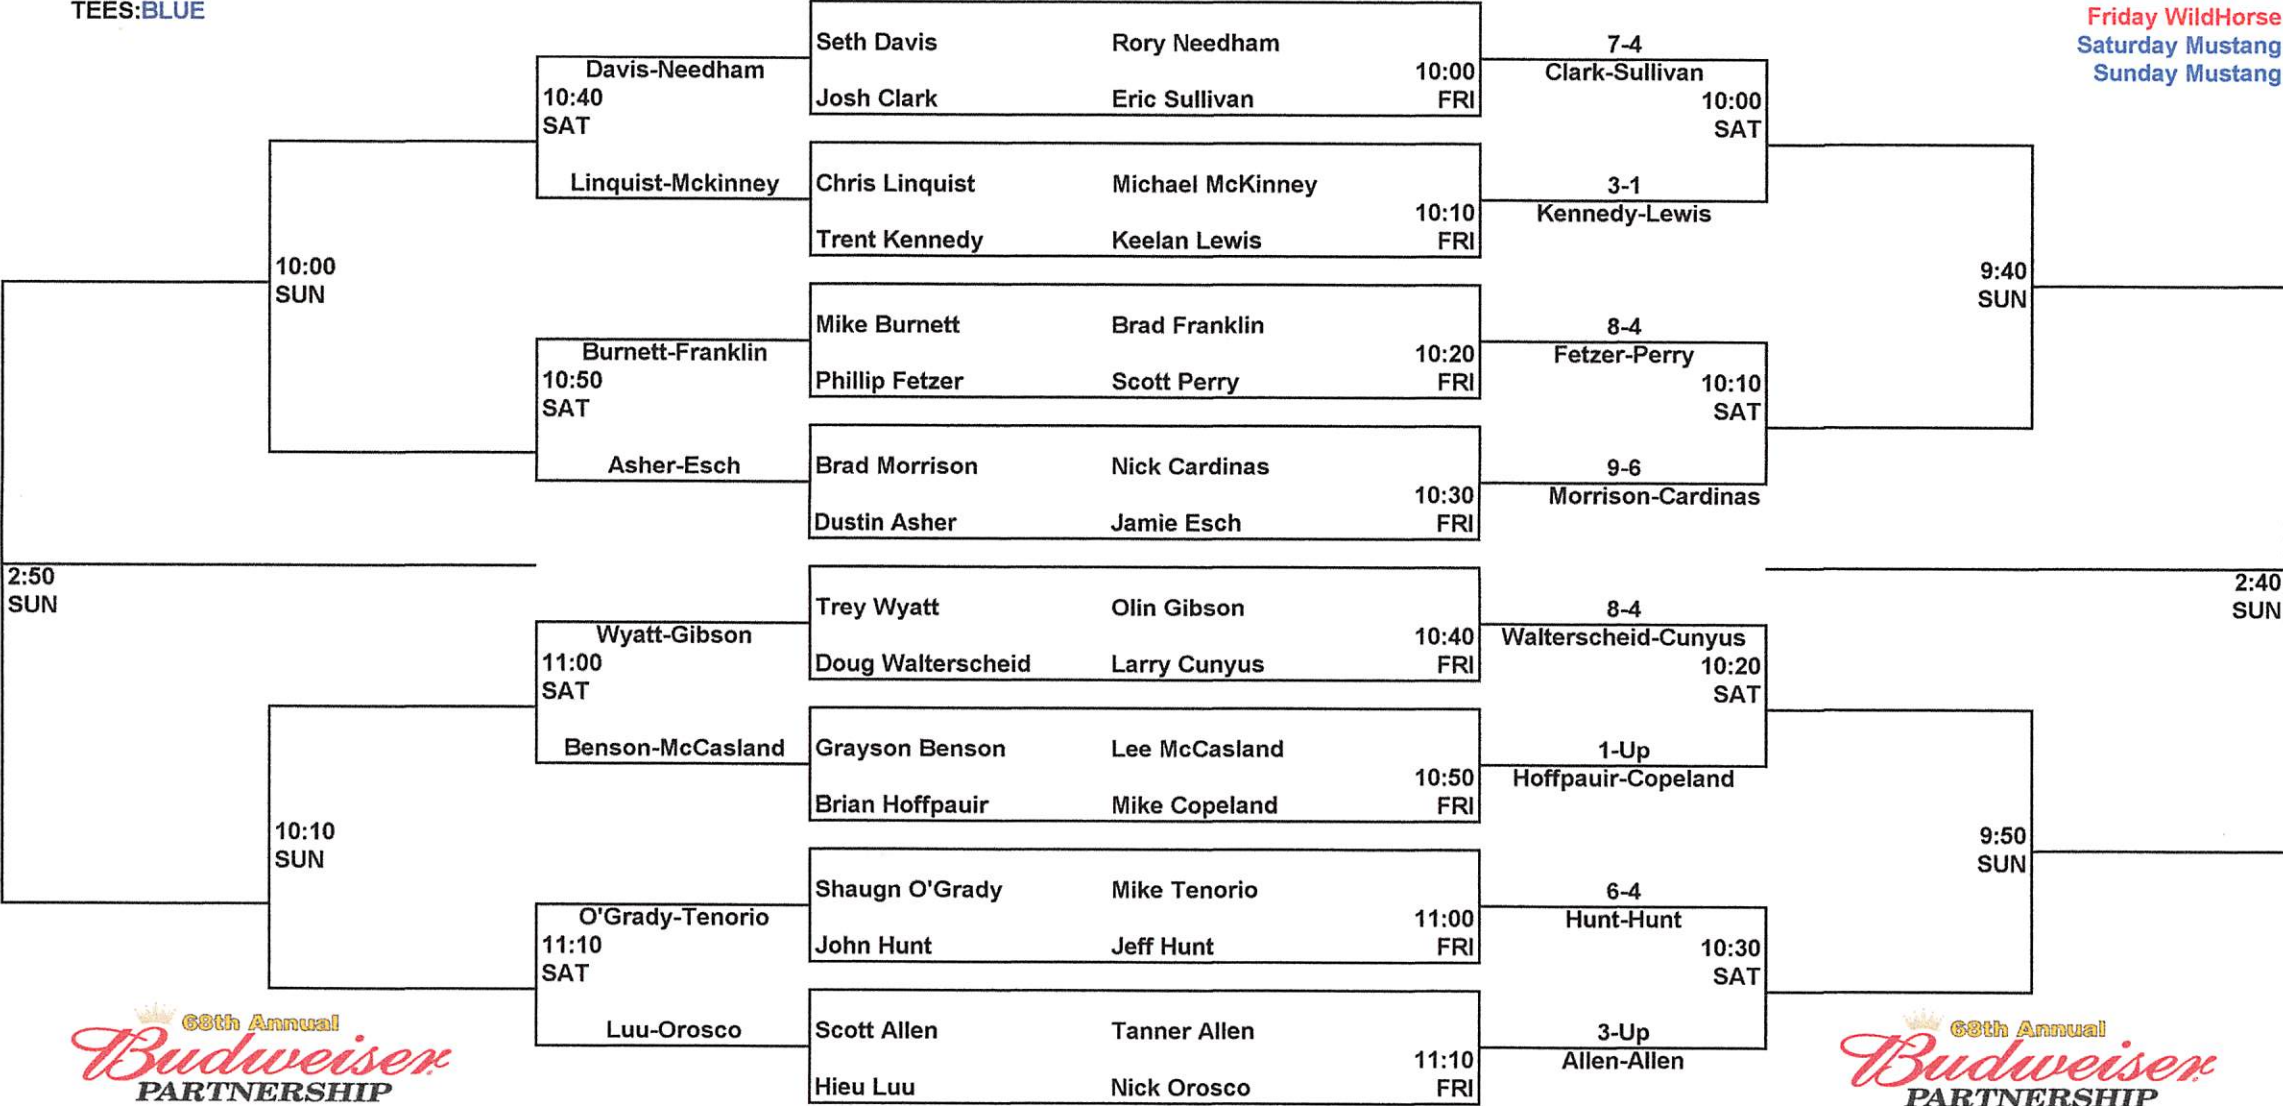 TEES:BLUE
Friday WildHorse
Saturday Mustang
Sunday Mustang
Seth Davis Rory Needham
10:00
Josh Clark Eric Sullivan FRI
Chris Linquist Michael McKinney
10:10
Trent Kennedy Keelan Lewis FRI
Mike Burnett Brad Franklin
10:20
Phillip Fetzer Scott Perry FRI
Brad Morrison Nick Cardinas
10:30
Dustin Asher Jamie Esch FRI
Trey Wyatt Olin Gibson
10:40
Doug Walterscheid Larry Cunyus FRI
Grayson Benson Lee McCasland
10:50
Brian Hoffpauir Mike Copeland FRI
Shaugn O'Grady Mike Tenorio
11:00
John Hunt Jeff Hunt FRI
Scott Allen Tanner Allen
11:10
Hieu Luu Nick Orosco FRI
Davis-Needham
10:40
SAT
Linquist-Mckinney
Burnett-Franklin
10:50
SAT
Asher-Esch
Wyatt-Gibson
11:00
SAT
Benson-McCasland
O'Grady-Tenorio
11:10
SAT
Luu-Orosco
10:00
SUN
10:10
SUN
2:50
SUN
7-4
Clark-Sullivan
10:00
SAT
3-1
Kennedy-Lewis
8-4
Fetzer-Perry
10:10
SAT
9-6
Morrison-Cardinas
8-4
Walterscheid-Cunyus
10:20
SAT
1-Up
Hoffpauir-Copeland
6-4
Hunt-Hunt
10:30
SAT
3-Up
Allen-Allen
9:40
SUN
9:50
SUN
2:40
SUN
68th Annual
Budweiser
PARTNERSHIP
68th Annual
Budweiser
PARTNERSHIP